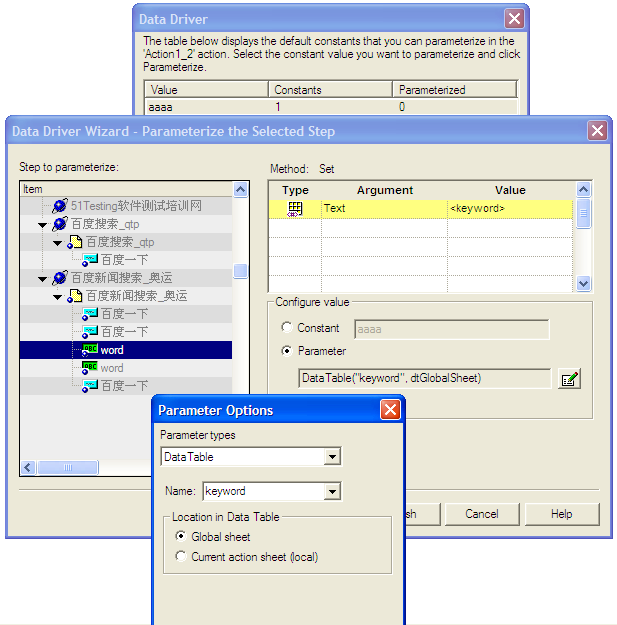 Data Driver
The table below displays the default constants that you can parameterize in the
'Action1_2' action. Select the constant value you want to parameterize and click
Parameterize.
Value Constants Parameterized
aaaa 1 0
Data Driver Wizard - Parameterize the Selected Step
Step to parameterize:
Item
51Testing软件测试培训网
百度搜索_qtp
百度搜索_qtp
百度一下
百度新闻搜索_奥运
百度新闻搜索_奥运
百度一下
百度一下
word
word
百度一下
Method: Set
Type Argument Value
Text <keyword>
Configure value
Constant aaaa
Parameter
DataTable("keyword", dtGlobalSheet)
sh Cancel Help
Parameter Options
Parameter types
DataTable
Name: keyword
Location in Data Table
Global sheet
Current action sheet (local)